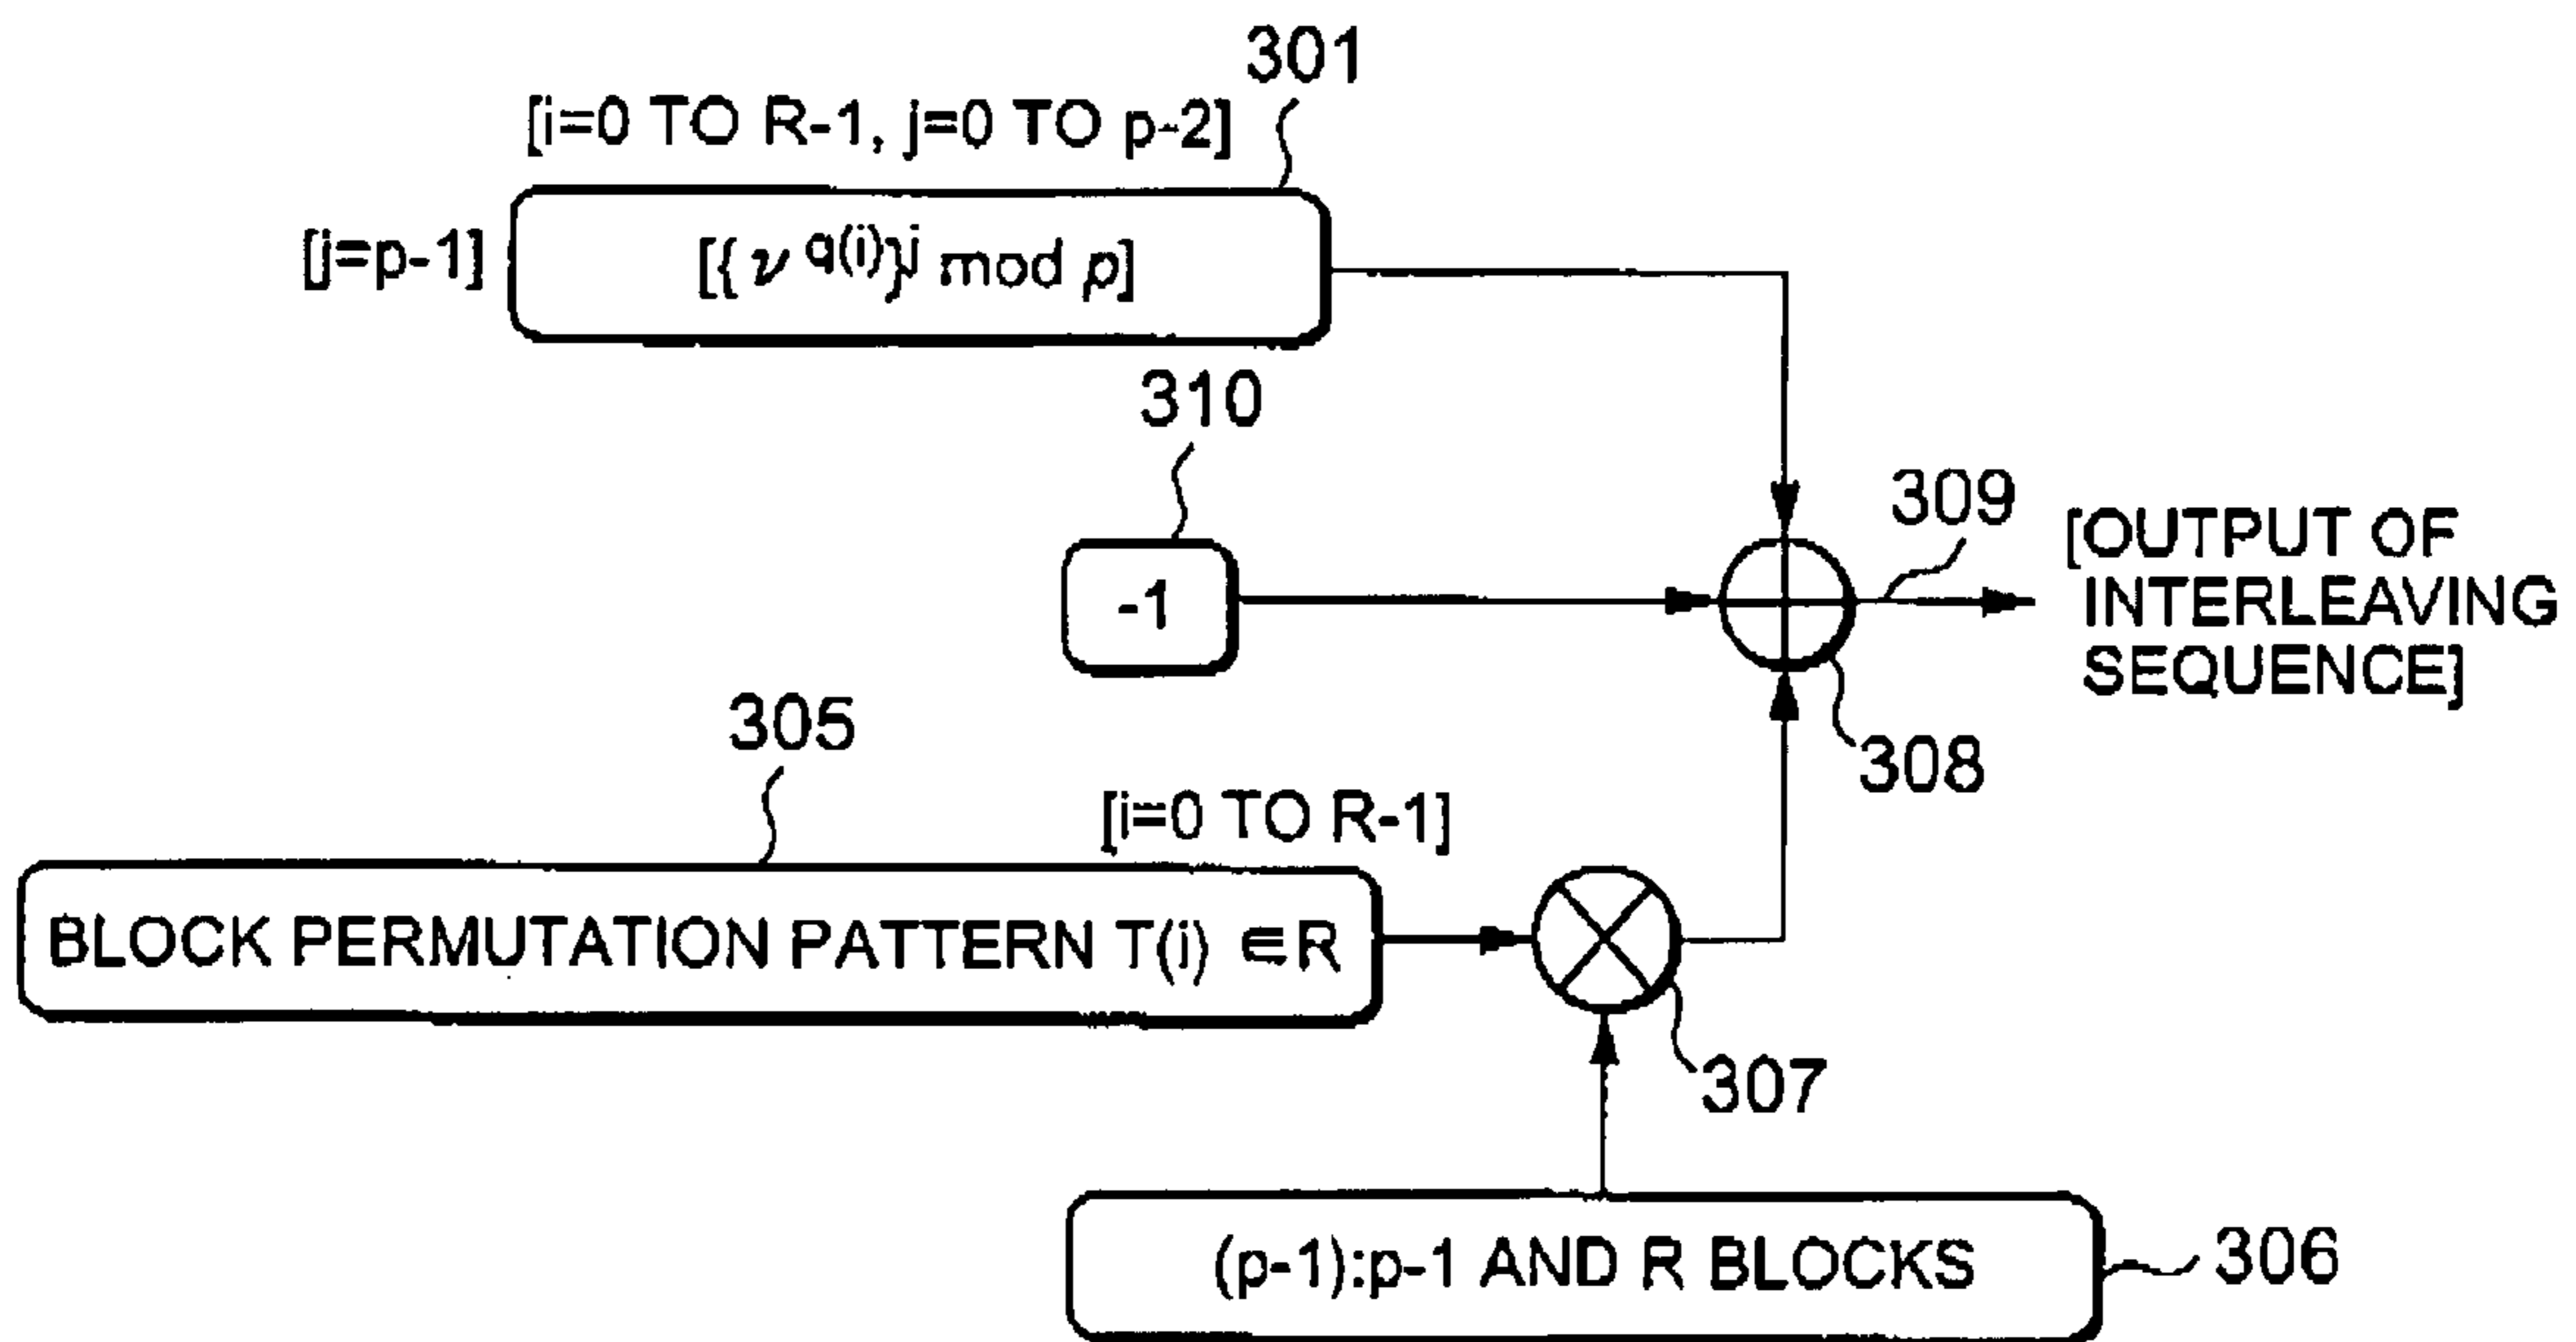 301
[i=0 TO R-1, j=0 TO p-2]
[j=p-1]
[{ν^q(i)}^j mod p]
310
-1
309
[OUTPUT OF
INTERLEAVING
SEQUENCE]
308
305
[i=0 TO R-1]
BLOCK PERMUTATION PATTERN T(i) ∈R
307
(p-1):p-1 AND R BLOCKS
306